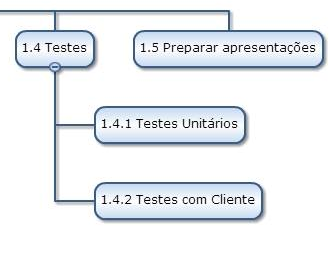 1.4 Testes
1.5 Preparar apresentações
1.4.1 Testes Unitários
1.4.2 Testes com Cliente